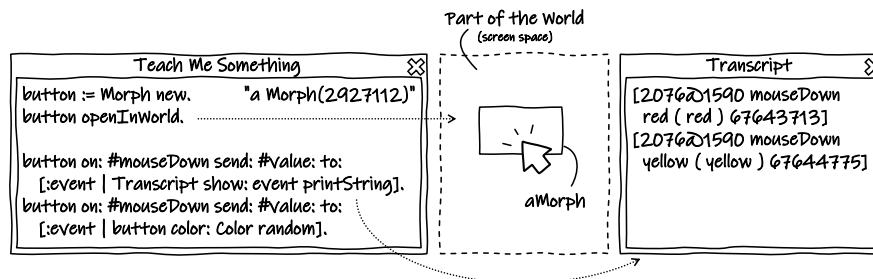 Part of the World
(screen space)
Teach Me Something
button := Morph new. "a Morph(2927112)"
button openInWorld.
button on: #mouseDown send: #value: to:
[:event | Transcript show: event printString].
button on: #mouseDown send: #value: to:
[:event | button color: Color random].
aMorph
Transcript
[2076@1590 mouseDown
red ( red ) 67643713]
[2076@1590 mouseDown
yellow ( yellow ) 67644775]